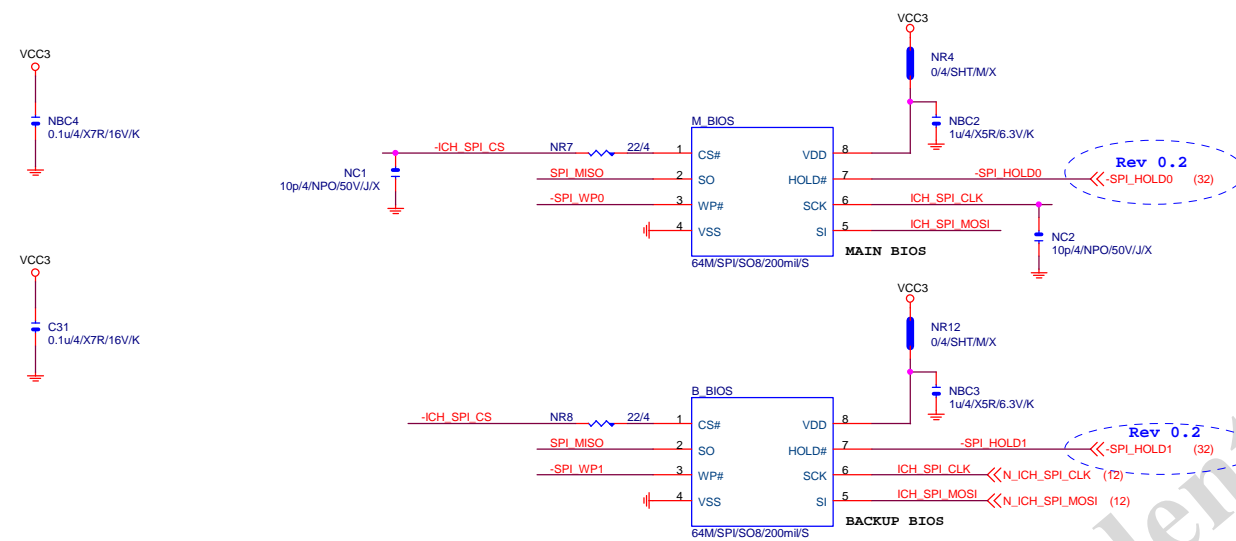 VCC3
NBC4
0.1u/4/X7R/16V/K
VCC3
C31
0.1u/4/X7R/16V/K
VCC3
NR4
0/4/SHT/M/X
NBC2
1u/4/X5R/6.3V/K
M_BIOS
-ICH_SPI_CS NR7 22/4 1 CS# VDD 8
NC1
10p/4/NPO/50V/J/X
SPI_MISO 2 SO HOLD# 7 -SPI_HOLD0 -SPI_HOLD0 (32)
Rev 0.2
-SPI_WP0 3 WP# SCK 6 ICH_SPI_CLK
4 VSS SI 5 ICH_SPI_MOSI
NC2
10p/4/NPO/50V/J/X
MAIN BIOS
64M/SPI/SO8/200mil/S
VCC3
NR12
0/4/SHT/M/X
NBC3
1u/4/X5R/6.3V/K
B_BIOS
-ICH_SPI_CS NR8 22/4 1 CS# VDD 8
Rev 0.2
SPI_MISO 2 SO HOLD# 7 -SPI_HOLD1 -SPI_HOLD1 (32)
-SPI_WP1 3 WP# SCK 6 ICH_SPI_CLK N_ICH_SPI_CLK (12)
4 VSS SI 5 ICH_SPI_MOSI N_ICH_SPI_MOSI (12)
BACKUP BIOS
64M/SPI/SO8/200mil/S